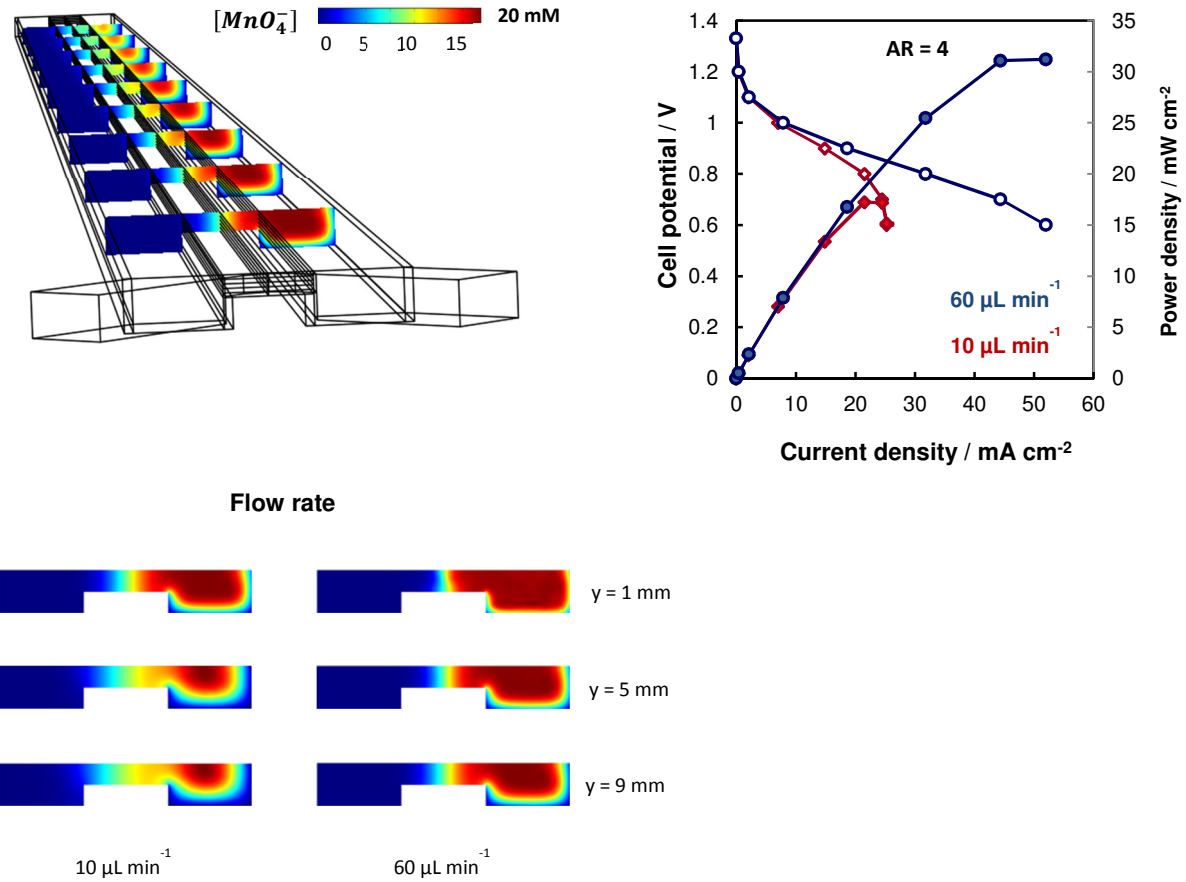 [MnO₄⁻]
20 mM
0 5 10 15
AR = 4
1.4
1.2
1
0.8
0.6
0.4
0.2
0
Cell potential / V
35
30
25
20
15
10
5
0
Power density / mW cm⁻²
60 µL min⁻¹
10 µL min⁻¹
0 10 20 30 40 50 60
Current density / mA cm⁻²
Flow rate
y = 1 mm
y = 5 mm
y = 9 mm
10 µL min⁻¹
60 µL min⁻¹